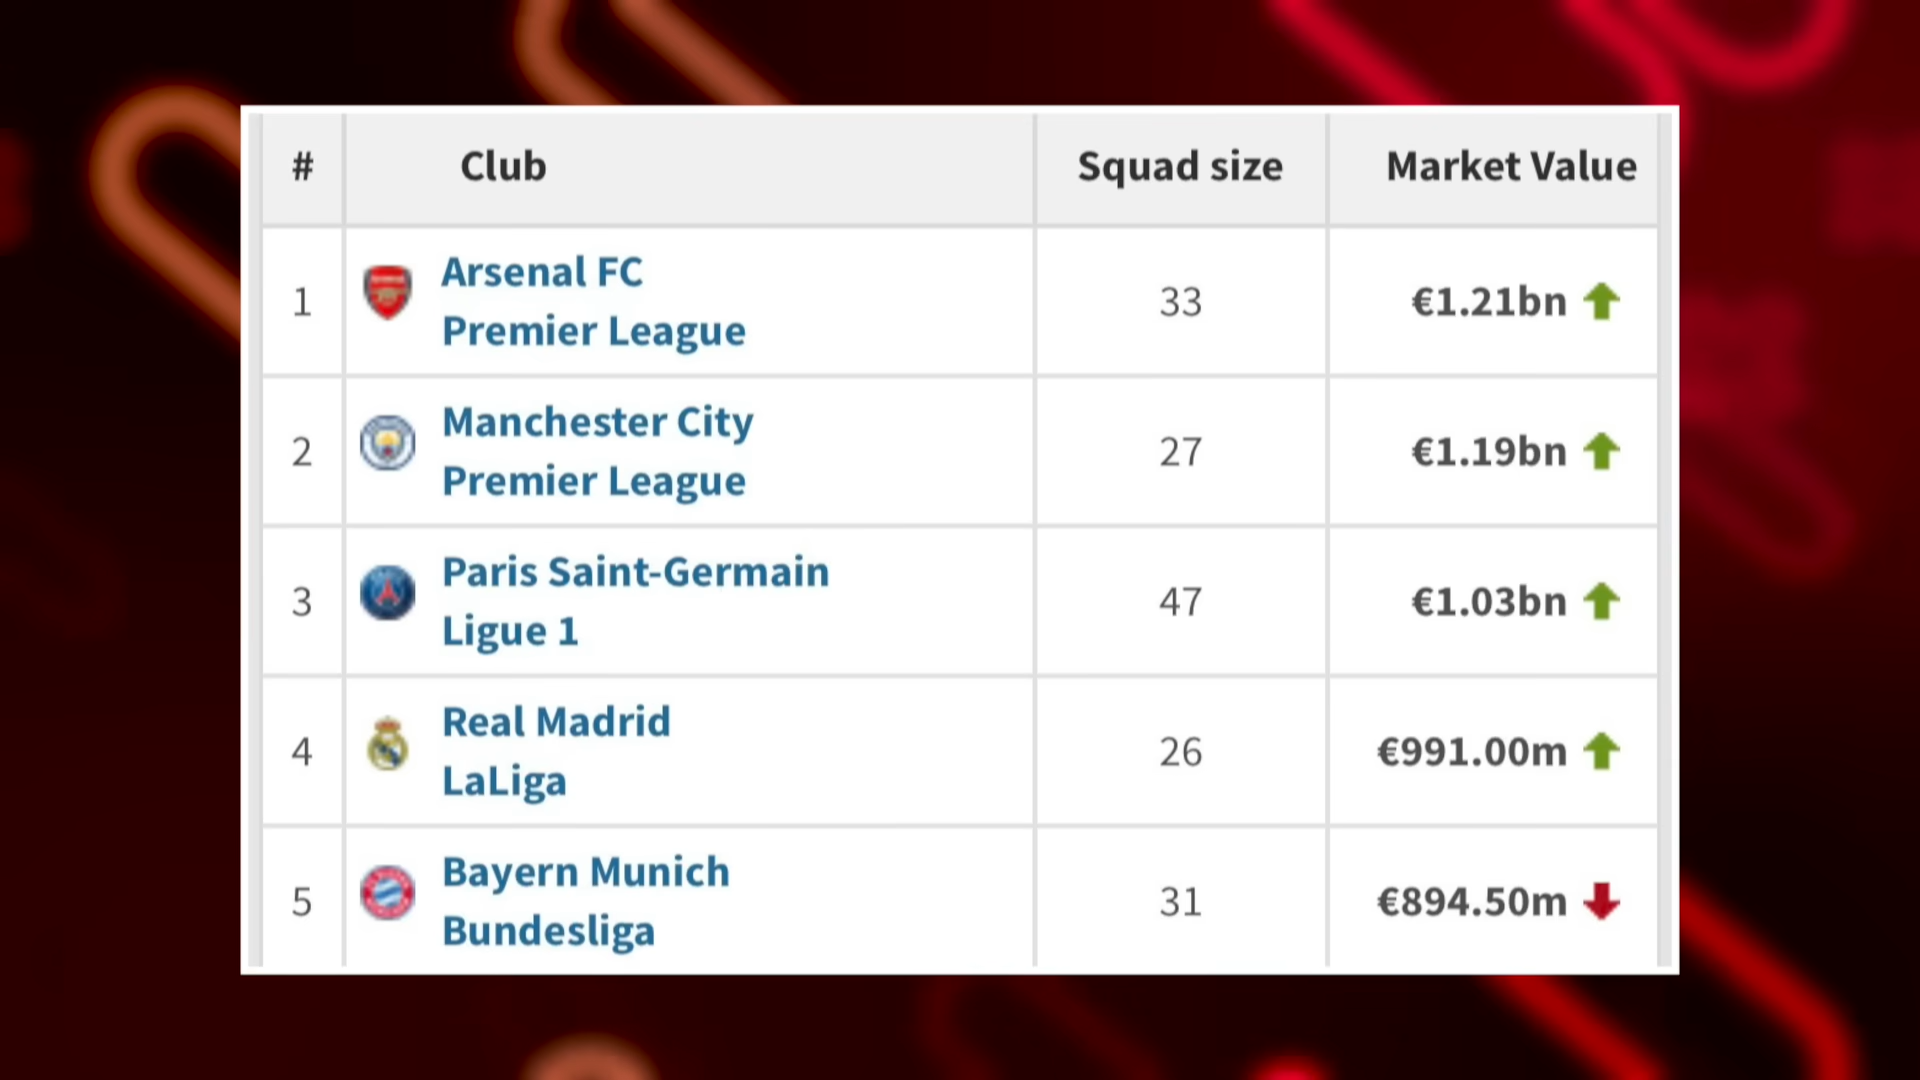 # Club Squad size Market Value
1 Arsenal FC 33 €1.21bn
Premier League
2 Manchester City 27 €1.19bn
Premier League
3 Paris Saint-Germain 47 €1.03bn
Ligue 1
4 Real Madrid 26 €991.00m
LaLiga
5 Bayern Munich 31 €894.50m
Bundesliga